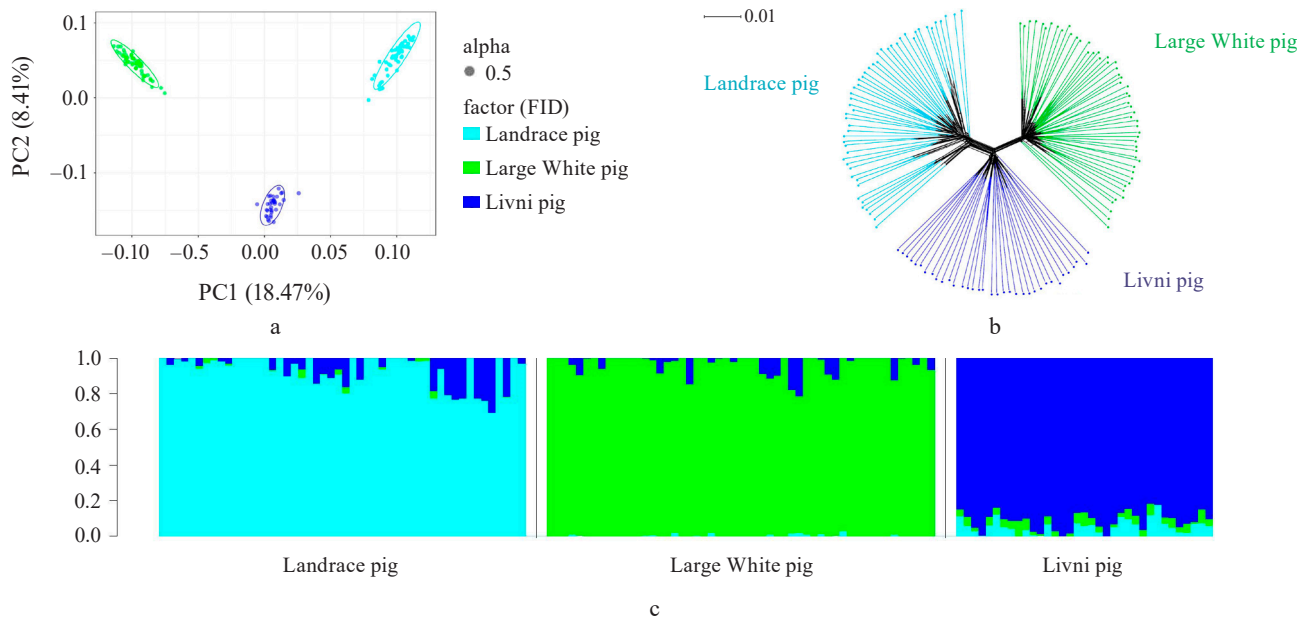 0.1
0.0
−0.1
PC2 (8.41%)
−0.10
−0.5
0.00
0.5
0.10
PC1 (18.47%)
a
alpha
0.5
factor (FID)
Landrace pig
Large White pig
Livni pig
0.01
Landrace pig
Large White pig
Livni pig
b
1.0
0.8
0.6
0.4
0.2
0.0
Landrace pig
Large White pig
Livni pig
c